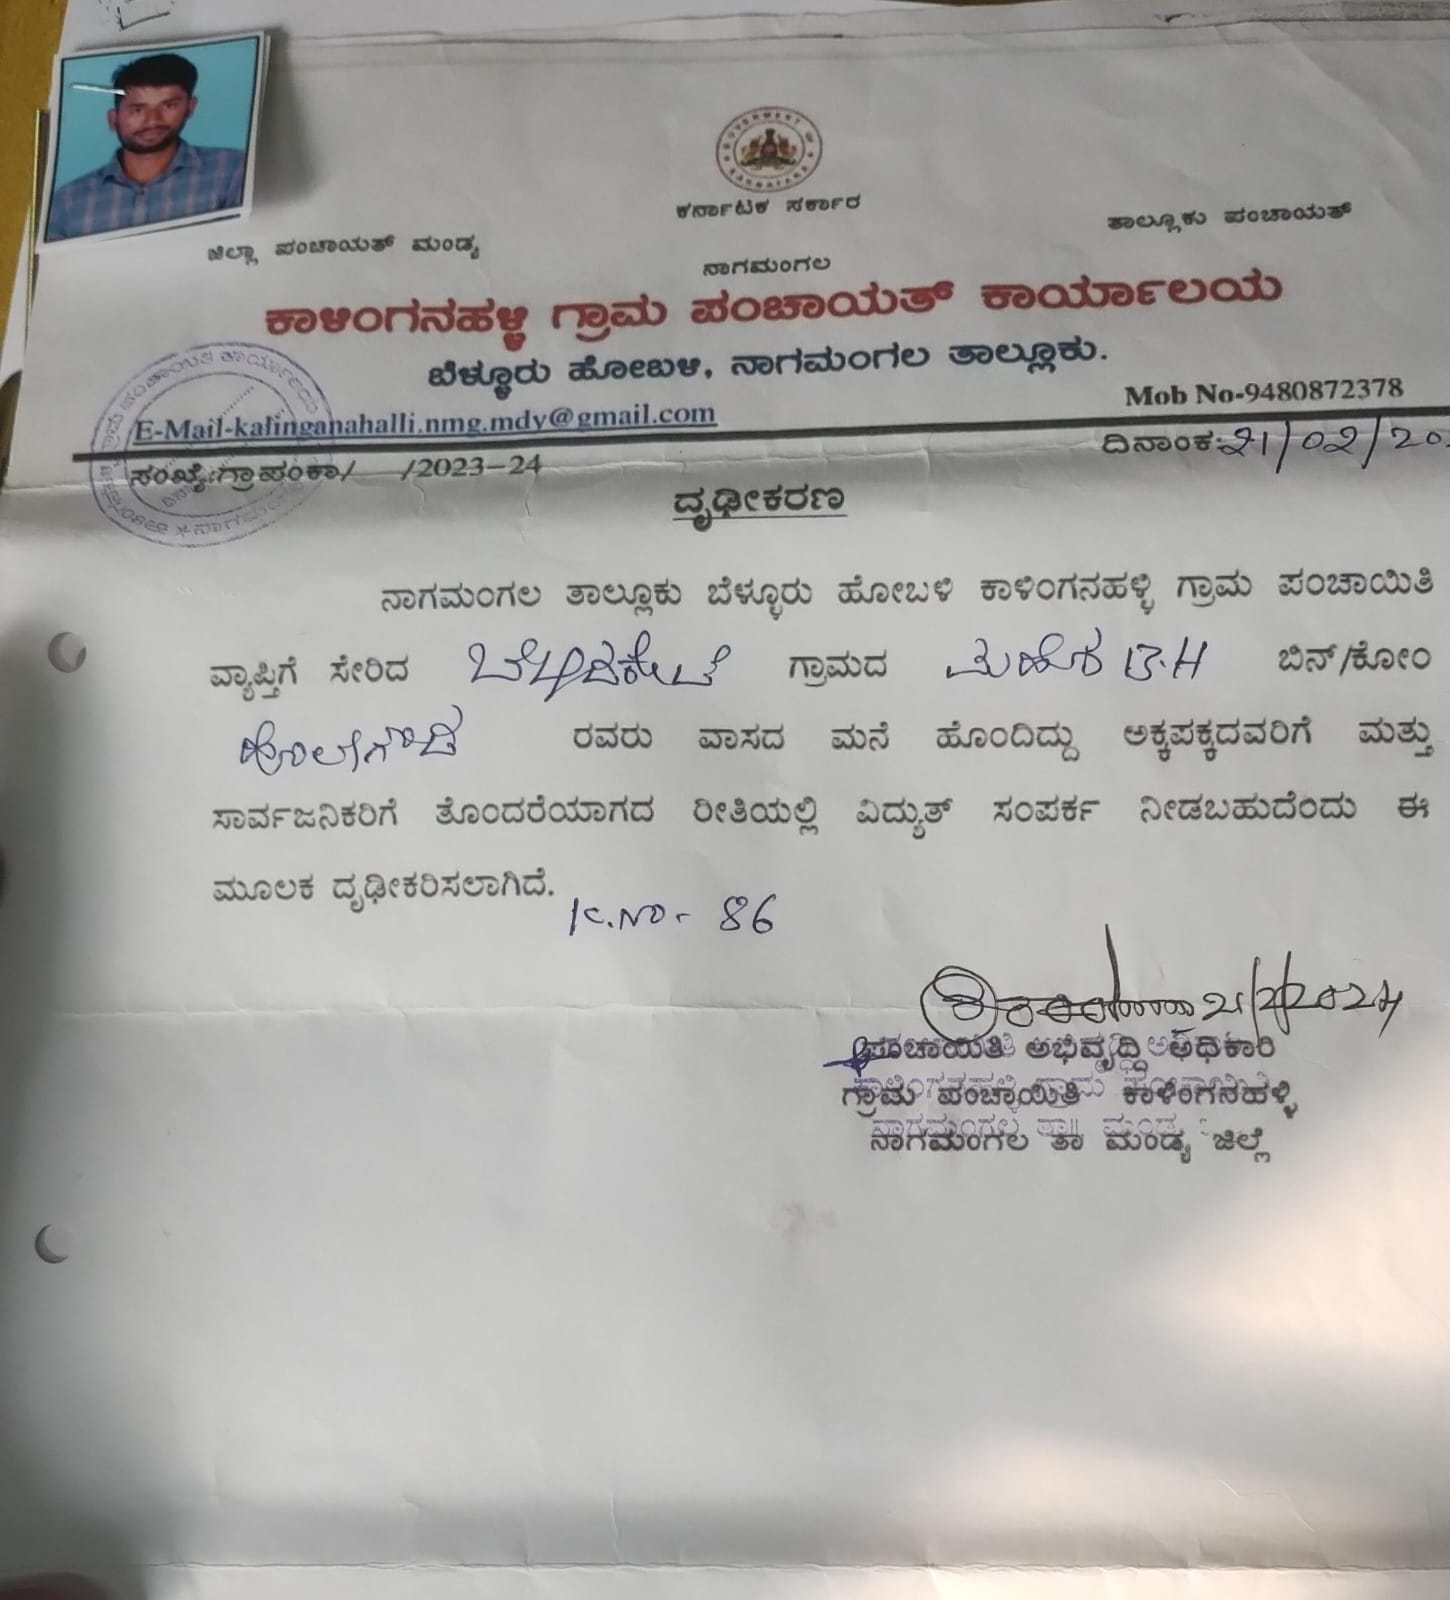 ಕರ್ನಾಟಕ ಸರ್ಕಾರ
ಜಿಲ್ಲಾ ಪಂಚಾಯತ್ ಮಂಡ್ಯ
ತಾಲ್ಲೂಕು ಪಂಚಾಯತ್
ನಾಗಮಂಗಲ
ಕಾಳಿಂಗನಹಳ್ಳಿ ಗ್ರಾಮ ಪಂಚಾಯತ್ ಕಾರ್ಯಾಲಯ
ಬೆಳ್ಳೂರು ಹೋಬಳಿ, ನಾಗಮಂಗಲ ತಾಲ್ಲೂಕು.
E-Mail-kalinganahalli.nmg.mdy@gmail.com
Mob No-9480872378
ಸಂಖ್ಯೆ:ಗ್ರಾಪಂಕಾ/ /2023-24
ದಿನಾಂಕ:21/02/20
ದೃಢೀಕರಣ
ನಾಗಮಂಗಲ ತಾಲ್ಲೂಕು ಬೆಳ್ಳೂರು ಹೋಬಳಿ ಕಾಳಿಂಗನಹಳ್ಳಿ ಗ್ರಾಮ ಪಂಚಾಯಿತಿ
ವ್ಯಾಪ್ತಿಗೆ ಸೇರಿದ ಗ್ರಾಮದ B.H ಬಿನ್/ಕೋಂ
ರವರು ವಾಸದ ಮನೆ ಹೊಂದಿದ್ದು ಅಕ್ಕಪಕ್ಕದವರಿಗೆ ಮತ್ತು
ಸಾರ್ವಜನಿಕರಿಗೆ ತೊಂದರೆಯಾಗದ ರೀತಿಯಲ್ಲಿ ವಿದ್ಯುತ್ ಸಂಪರ್ಕ ನೀಡಬಹುದೆಂದು ಈ
ಮೂಲಕ ದೃಢೀಕರಿಸಲಾಗಿದೆ.
K.NO- 86
21/2/2024
ಪಂಚಾಯಿತಿ ಅಭಿವೃದ್ಧಿ ಅಧಿಕಾರಿ
ಗ್ರಾಮ ಪಂಚಾಯಿತಿ ಕಾಳಿಂಗನಹಳ್ಳಿ
ನಾಗಮಂಗಲ ತಾ ಮಂಡ್ಯ ಜಿಲ್ಲೆ